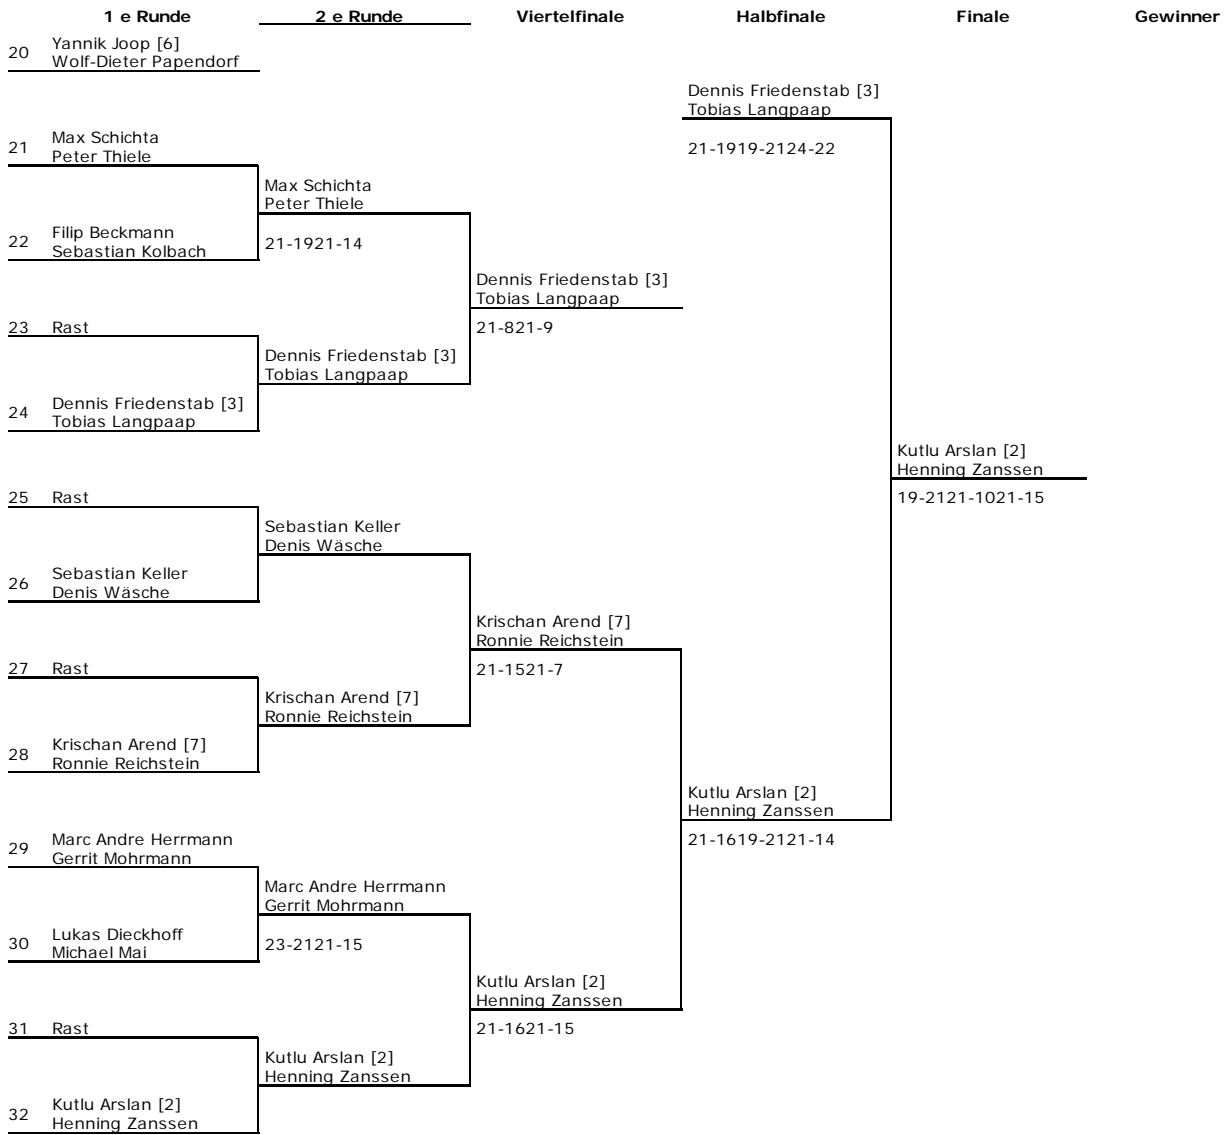 1 e Runde 2 e Runde Viertelfinale Halbfinale Finale Gewinner
20 Yannik Joop [6]
Wolf-Dieter Papendorf
Dennis Friedenstab [3]
Tobias Langpaap
21 Max Schichta
Peter Thiele
21-1919-2124-22
Max Schichta
Peter Thiele
22 Filip Beckmann
Sebastian Kolbach
21-1921-14
Dennis Friedenstab [3]
Tobias Langpaap
23 Rast
21-821-9
Dennis Friedenstab [3]
Tobias Langpaap
24 Dennis Friedenstab [3]
Tobias Langpaap
Kutlu Arslan [2]
Henning Zanssen
25 Rast
19-2121-1021-15
Sebastian Keller
Denis Wäsche
26 Sebastian Keller
Denis Wäsche
Krischan Arend [7]
Ronnie Reichstein
27 Rast
21-1521-7
Krischan Arend [7]
Ronnie Reichstein
28 Krischan Arend [7]
Ronnie Reichstein
Kutlu Arslan [2]
Henning Zanssen
29 Marc Andre Herrmann
Gerrit Mohrmann
21-1619-2121-14
Marc Andre Herrmann
Gerrit Mohrmann
30 Lukas Dieckhoff
Michael Mai
23-2121-15
Kutlu Arslan [2]
Henning Zanssen
31 Rast
21-1621-15
Kutlu Arslan [2]
Henning Zanssen
32 Kutlu Arslan [2]
Henning Zanssen